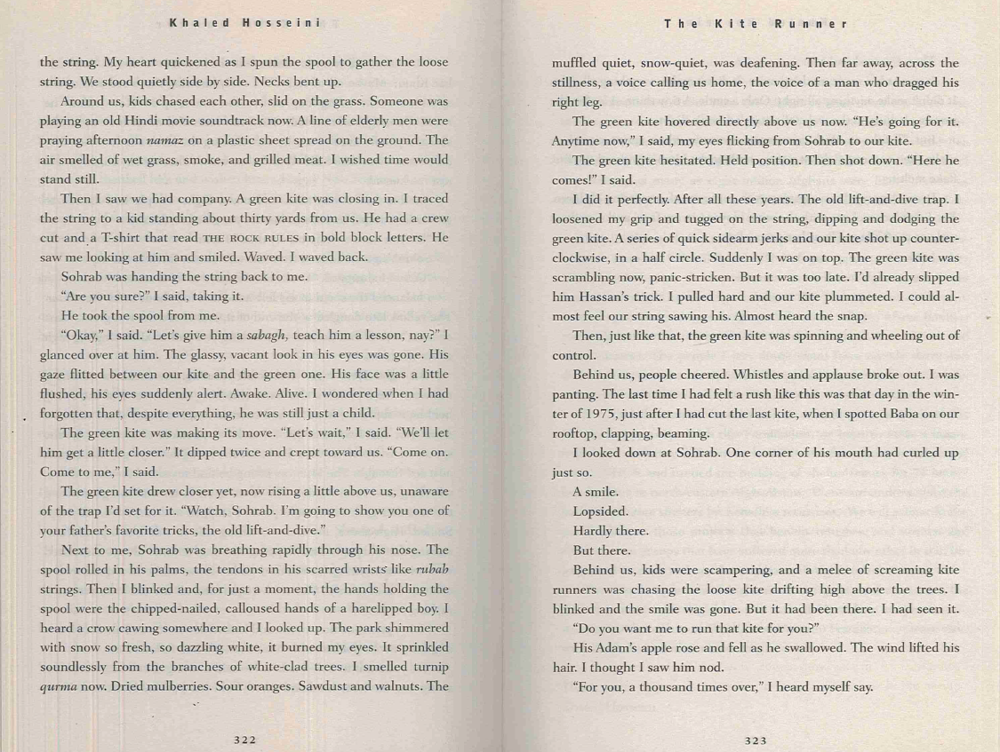 Khaled Hosseini
the string. My heart quickened as I spun the spool to gather the loose
string. We stood quietly side by side. Necks bent up.
Around us, kids chased each other, slid on the grass. Someone was
playing an old Hindi movie soundtrack now. A line of elderly men were
praying afternoon namaz on a plastic sheet spread on the ground. The
air smelled of wet grass, smoke, and grilled meat. I wished time would
stand still.
Then I saw we had company. A green kite was closing in. I traced
the string to a kid standing about thirty yards from us. He had a crew
cut and a T-shirt that read THE ROCK RULES in bold block letters. He
saw me looking at him and smiled. Waved. I waved back.
Sohrab was handing the string back to me.
“Are you sure?” I said, taking it.
He took the spool from me.
“Okay,” I said. “Let’s give him a sabagh, teach him a lesson, nay?” I
glanced over at him. The glassy, vacant look in his eyes was gone. His
gaze flitted between our kite and the green one. His face was a little
flushed, his eyes suddenly alert. Awake. Alive. I wondered when I had
forgotten that, despite everything, he was still just a child.
The green kite was making its move. “Let’s wait,” I said. “We’ll let
him get a little closer.” It dipped twice and crept toward us. “Come on.
Come to me,” I said.
The green kite drew closer yet, now rising a little above us, unaware
of the trap I’d set for it. “Watch, Sohrab. I’m going to show you one of
your father’s favorite tricks, the old lift-and-dive.”
Next to me, Sohrab was breathing rapidly through his nose. The
spool rolled in his palms, the tendons in his scarred wrists like rubab
strings. Then I blinked and, for just a moment, the hands holding the
spool were the chipped-nailed, calloused hands of a harelipped boy. I
heard a crow cawing somewhere and I looked up. The park shimmered
with snow so fresh, so dazzling white, it burned my eyes. It sprinkled
soundlessly from the branches of white-clad trees. I smelled turnip
qurma now. Dried mulberries. Sour oranges. Sawdust and walnuts. The
322
The Kite Runner
muffled quiet, snow-quiet, was deafening. Then far away, across the
stillness, a voice calling us home, the voice of a man who dragged his
right leg.
The green kite hovered directly above us now. “He’s going for it.
Anytime now,” I said, my eyes flicking from Sohrab to our kite.
The green kite hesitated. Held position. Then shot down. “Here he
comes!” I said.
I did it perfectly. After all these years. The old lift-and-dive trap. I
loosened my grip and tugged on the string, dipping and dodging the
green kite. A series of quick sidearm jerks and our kite shot up counter-
clockwise, in a half circle. Suddenly I was on top. The green kite was
scrambling now, panic-stricken. But it was too late. I’d already slipped
him Hassan’s trick. I pulled hard and our kite plummeted. I could al-
most feel our string sawing his. Almost heard the snap.
Then, just like that, the green kite was spinning and wheeling out of
control.
Behind us, people cheered. Whistles and applause broke out. I was
panting. The last time I had felt a rush like this was that day in the win-
ter of 1975, just after I had cut the last kite, when I spotted Baba on our
rooftop, clapping, beaming.
I looked down at Sohrab. One corner of his mouth had curled up
just so.
A smile.
Lopsided.
Hardly there.
But there.
Behind us, kids were scampering, and a melee of screaming kite
runners was chasing the loose kite drifting high above the trees. I
blinked and the smile was gone. But it had been there. I had seen it.
“Do you want me to run that kite for you?”
His Adam’s apple rose and fell as he swallowed. The wind lifted his
hair. I thought I saw him nod.
“For you, a thousand times over,” I heard myself say.
323